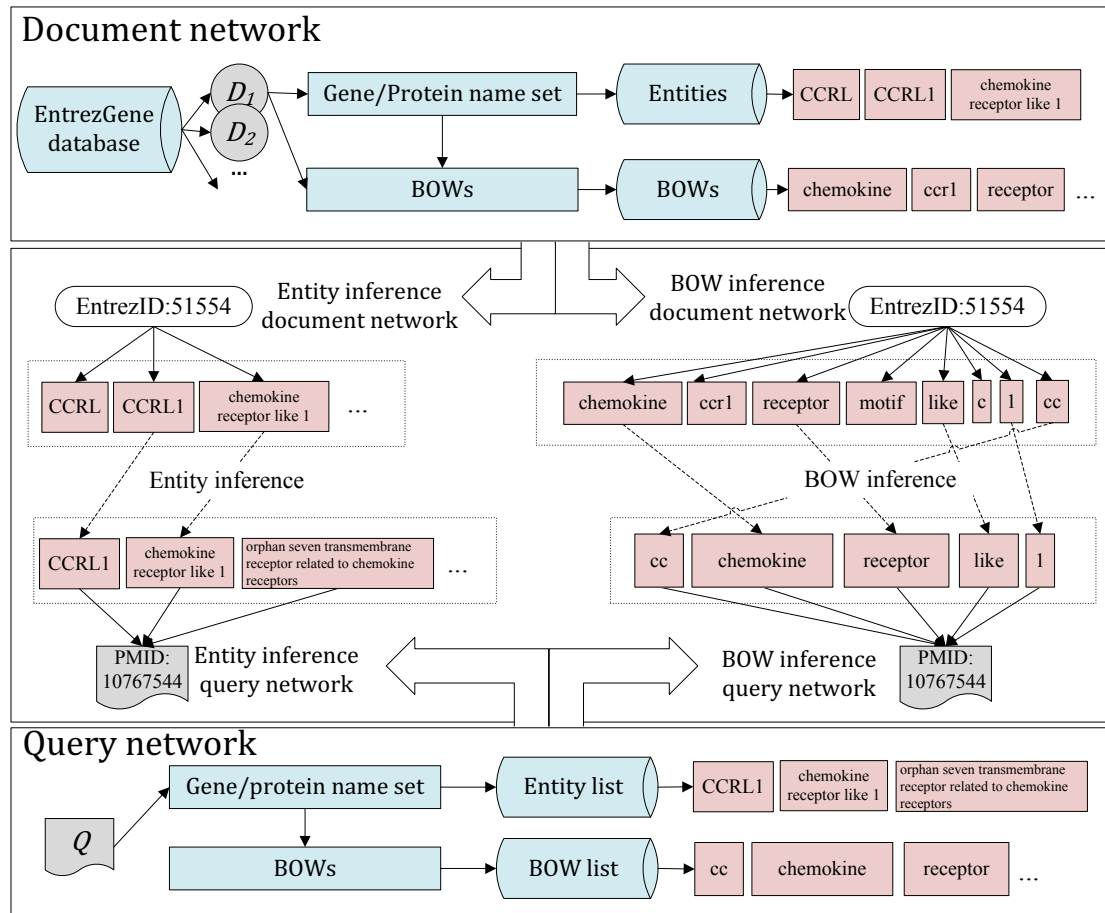 Document network
EntrezGene
database
D1
D2
...
Gene/Protein name set
Entities
CCRL
CCRL1
chemokine
receptor like 1
BOWs
BOWs
chemokine
ccr1
receptor
...
Entity inference
document network
BOW inference
document network
EntrezID:51554
CCRL
CCRL1
chemokine
receptor like 1
...
Entity inference
CCRL1
chemokine
receptor like 1
orphan seven transmembrane
receptor related to chemokine
receptors
...
PMID:
10767544
Entity inference
query network
EntrezID:51554
chemokine
ccr1
receptor
motif
like
c
1
cc
BOW inference
cc
chemokine
receptor
like
1
BOW inference
query network
PMID:
10767544
Query network
Q
Gene/protein name set
Entity list
CCRL1
chemokine
receptor like 1
orphan seven transmembrane
receptor related to chemokine
receptors
BOWs
BOW list
cc
chemokine
receptor
...